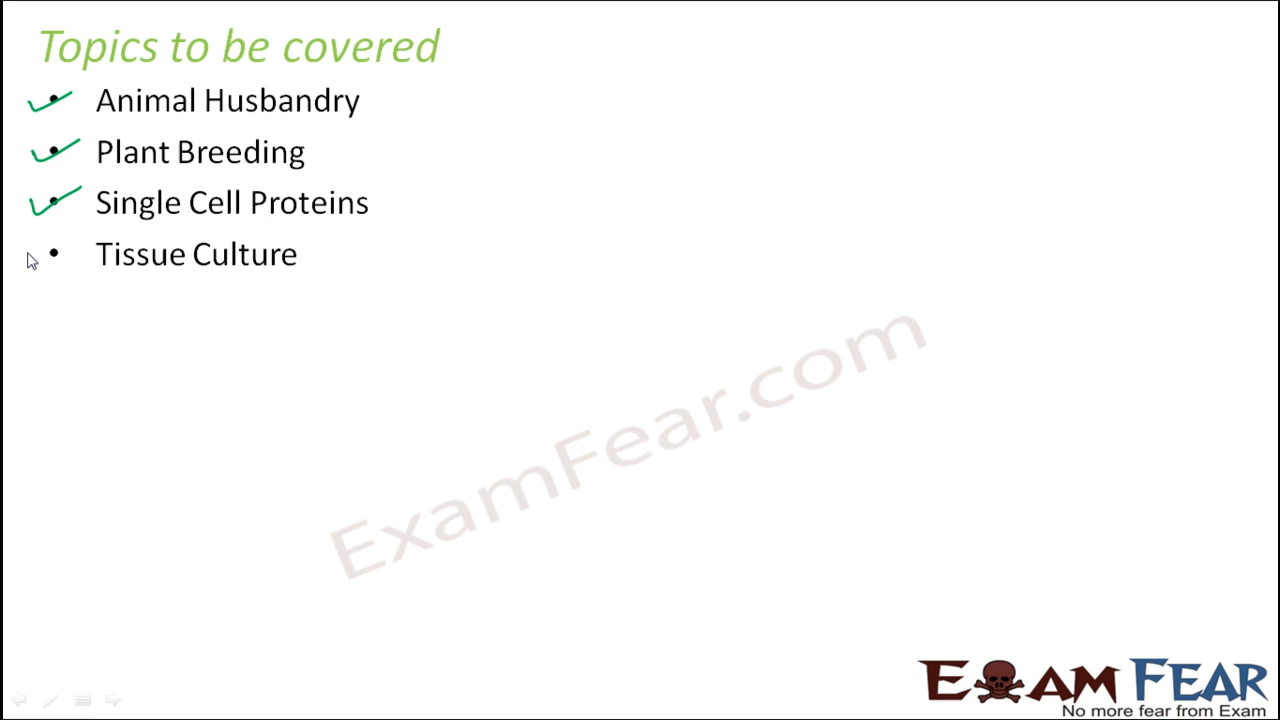 Topics to be covered
• Animal Husbandry
• Plant Breeding
• Single Cell Proteins
• Tissue Culture
ExamFear.com
EXAM FEAR
No more fear from Exam